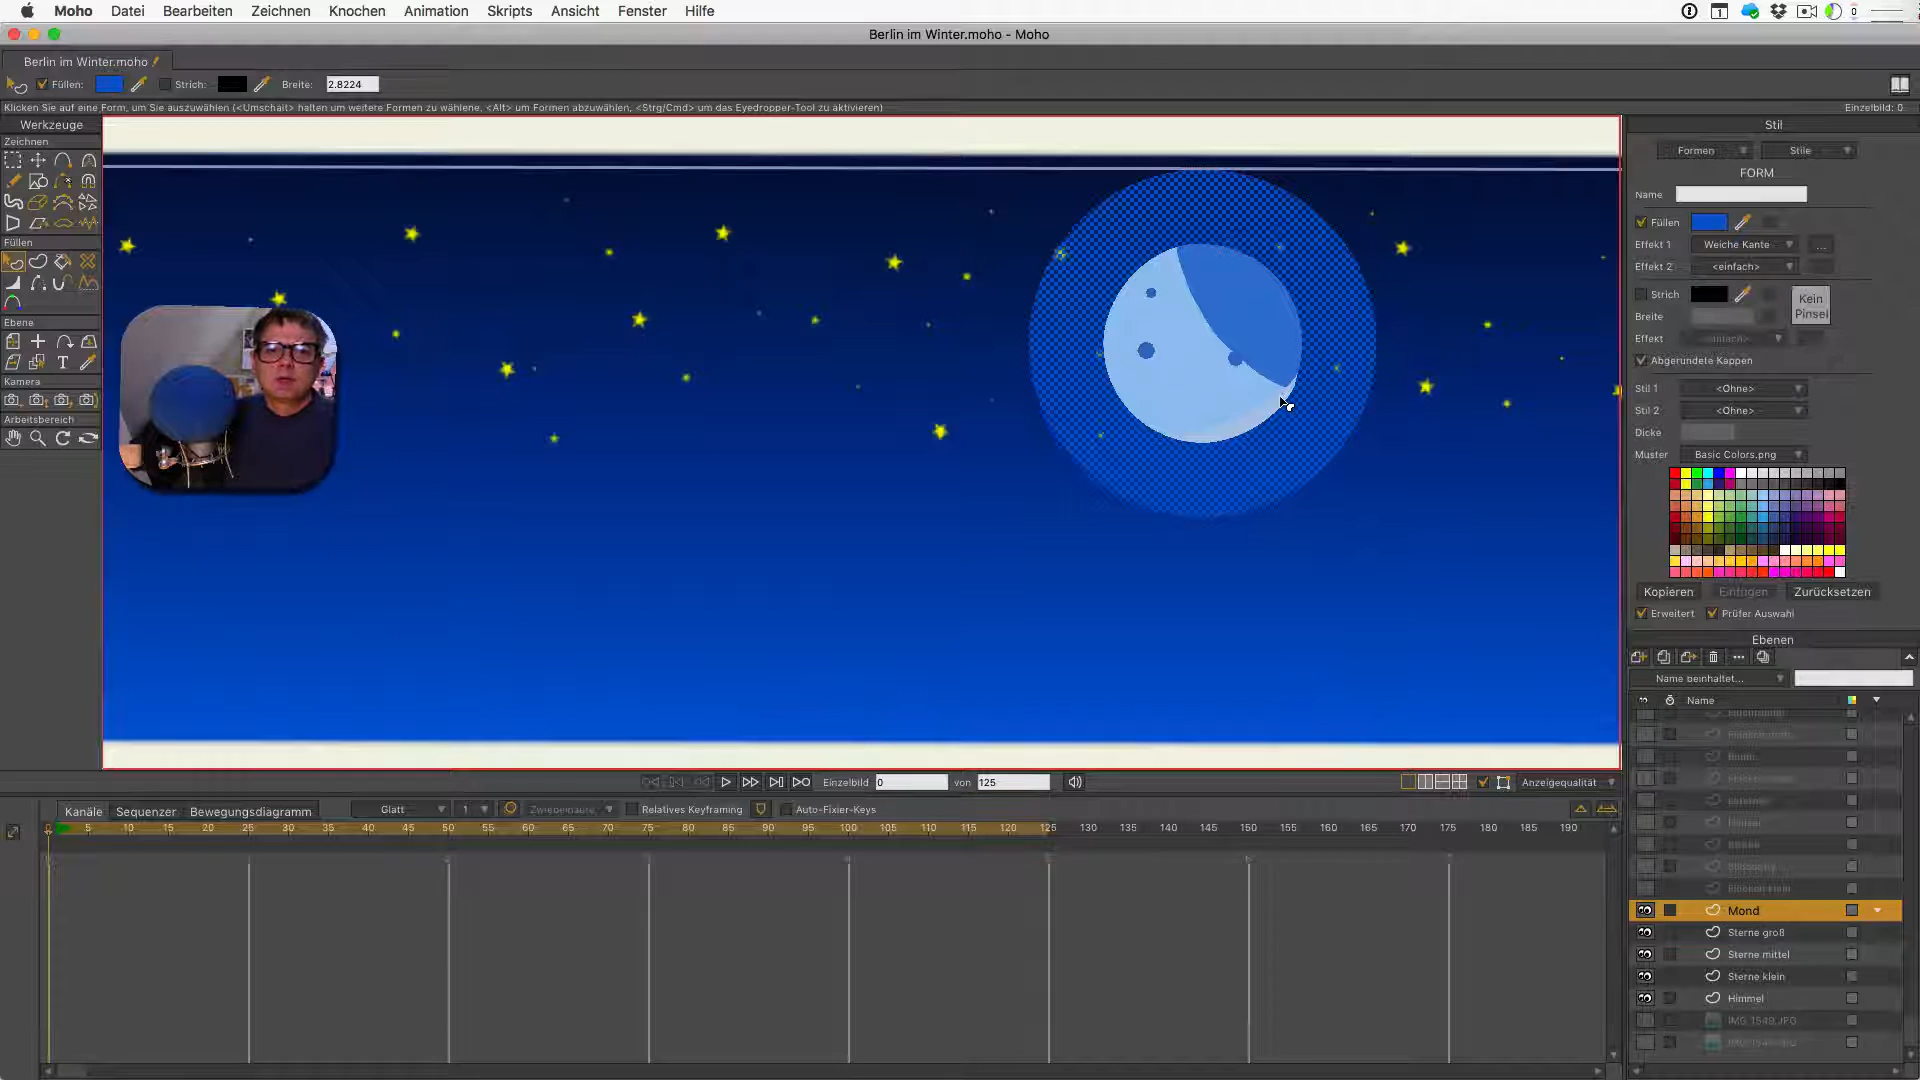 Moho Datei Bearbeiten Zeichnen Knochen Animation Skripts Ansicht Fenster Hilfe
Berlin im Winter.moho - Moho
Berlin im Winter.moho
Füllen: Strich: Breite: 2.8224
Klicken Sie auf eine Form, um Sie auszuwählen (<Umschalt> halten um weitere Formen zu wählene, <Alt> um Formen abzuwählen, <Strg/Cmd> um das Eyedropper-Tool zu aktivieren)
Einzelbild: 0
Werkzeuge
Zeichnen
Füllen
Ebene
Kamera
Arbeitsbereich
Stil
Formen Stile
FORM
Name
Füllen
Effekt 1 Weiche Kante ...
Effekt 2 <einfach>
Strich
Kein Pinsel
Breite
Effekt <einfach>
Abgerundete Kappen
Stil 1 <Ohne>
Stil 2 <Ohne>
Dicke
Muster Basic Colors.png
Kopieren Einfügen Zurücksetzen
Erweitert Prüfer Auswahl
Ebenen
Name beinhaltet...
Name
Mond
Sterne groß
Sterne mittel
Sterne klein
Himmel
Einzelbild 0 von 125
Anzeigequalität
Kanäle Sequenzer Bewegungsdiagramm Glatt 1 Relatives Keyframing Auto-Fixier-Keys
5 10 15 20 25 30 35 40 45 50 55 60 65 70 75 80 85 90 95 100 105 110 115 120 125 130 135 140 145 150 155 160 165 170 175 180 185 190